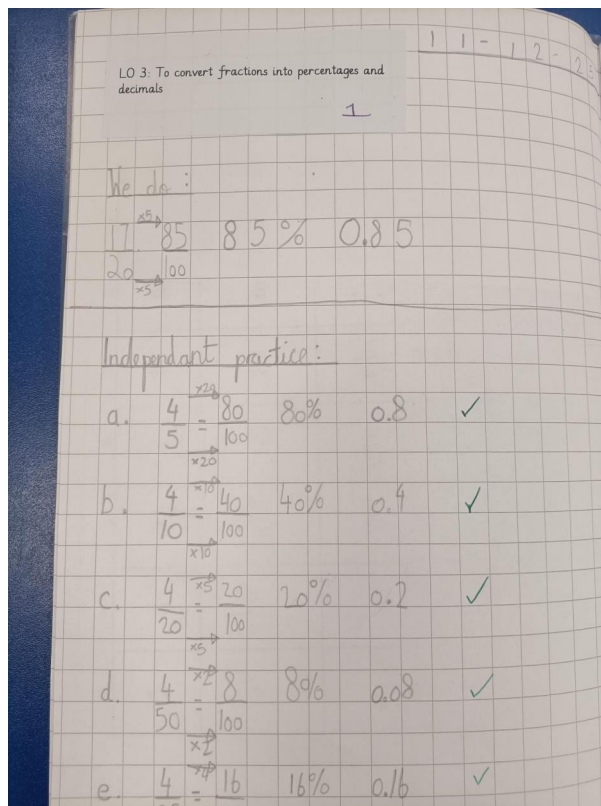 11-12-23
LO 3: To convert fractions into percentages and
decimals
1
We do:
×5
17 85 85% 0.85
20 100
×5
Independant practice:
×20
a. 4/5 = 80/100 80% 0.8 ✓
×20
×10
b. 4/10 = 40/100 40% 0.4 ✓
×10
×5
c. 4/20 = 20/100 20% 0.2 ✓
×5
×2
d. 4/50 = 8/100 8% 0.08 ✓
×2
×4
e. 4 = 16 16% 0.16 ✓